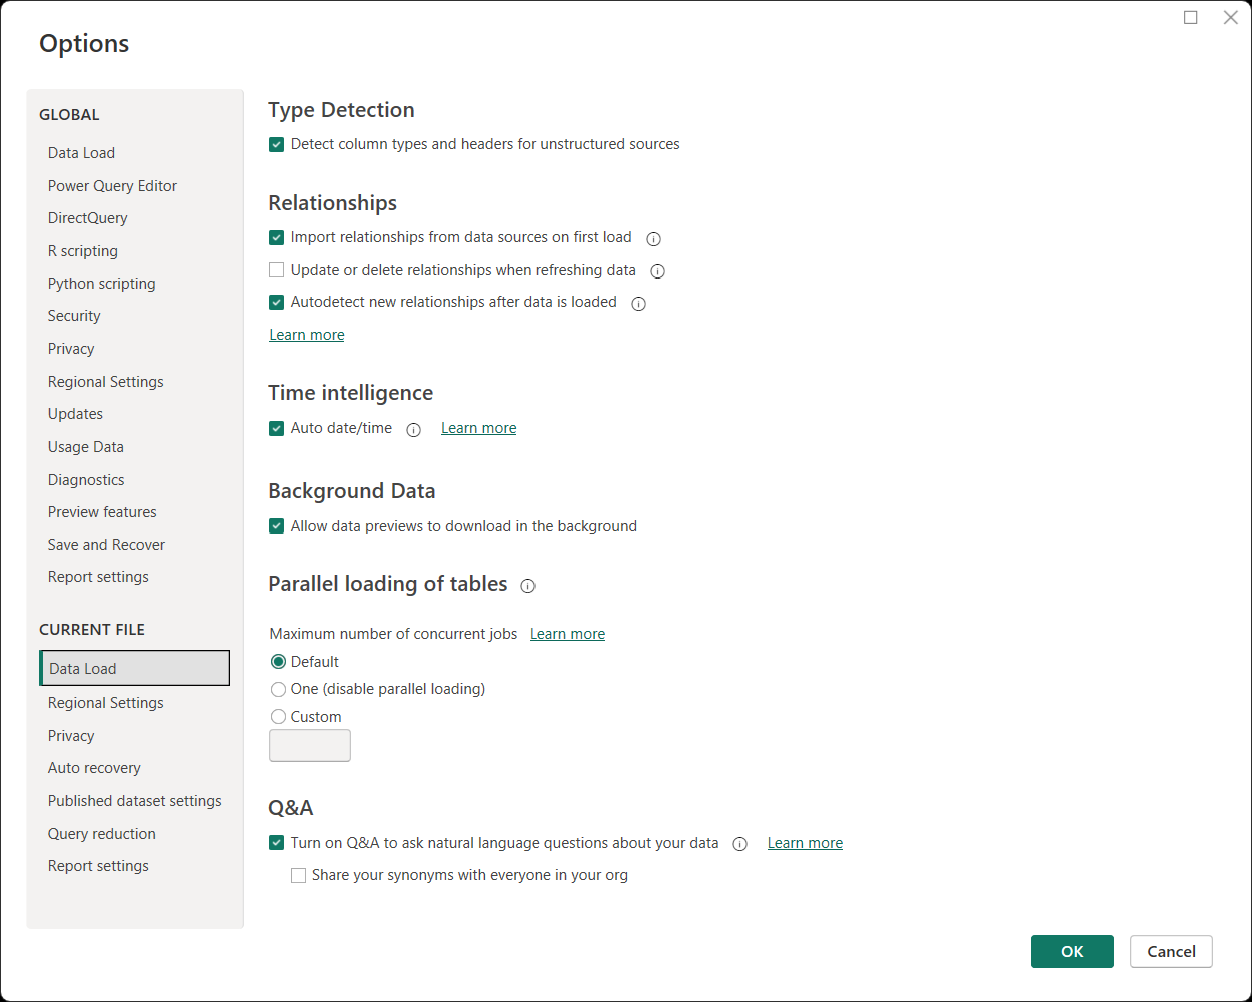 Options
GLOBAL
Data Load
Power Query Editor
DirectQuery
R scripting
Python scripting
Security
Privacy
Regional Settings
Updates
Usage Data
Diagnostics
Preview features
Save and Recover
Report settings
CURRENT FILE
Data Load
Regional Settings
Privacy
Auto recovery
Published dataset settings
Query reduction
Report settings
Type Detection
Detect column types and headers for unstructured sources
Relationships
Import relationships from data sources on first load
Update or delete relationships when refreshing data
Autodetect new relationships after data is loaded
Learn more
Time intelligence
Auto date/time Learn more
Background Data
Allow data previews to download in the background
Parallel loading of tables
Maximum number of concurrent jobs Learn more
Default
One (disable parallel loading)
Custom
Q&A
Turn on Q&A to ask natural language questions about your data Learn more
Share your synonyms with everyone in your org
OK Cancel